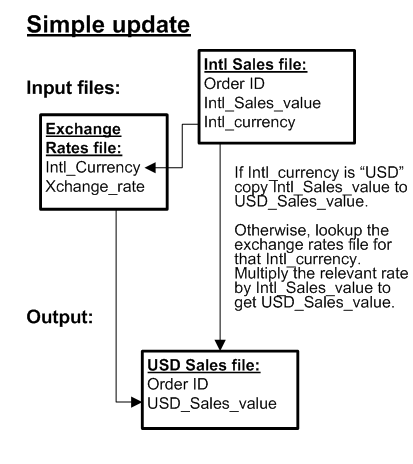 Simple update
Input files:
Intl Sales file:
Order ID
Intl_Sales_value
Intl_currency
Exchange
Rates file:
Intl_Currency
Xchange_rate
If Intl_currency is “USD”
copy Intl_Sales_value to
USD_Sales_value.
Otherwise, lookup the
exchange rates file for
that Intl_currency.
Multiply the relevant rate
by Intl_Sales_value to
get USD_Sales_value.
Output:
USD Sales file:
Order ID
USD_Sales_value